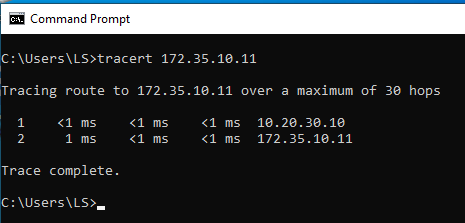 Command Prompt
C:\Users\LS>tracert 172.35.10.11
Tracing route to 172.35.10.11 over a maximum of 30 hops
1 <1 ms <1 ms <1 ms 10.20.30.10
2 1 ms <1 ms <1 ms 172.35.10.11
Trace complete.
C:\Users\LS>